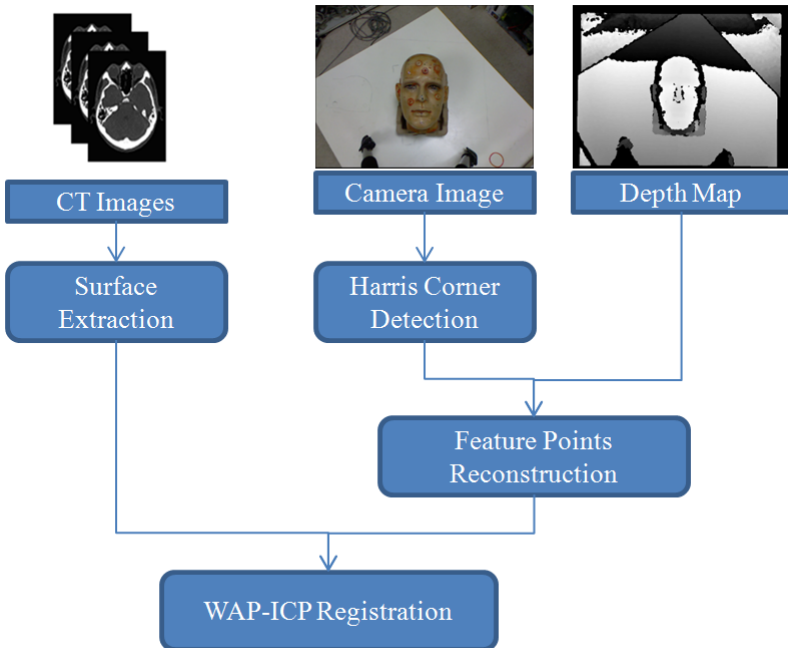 CT Images
Camera Image
Depth Map
Surface
Extraction
Harris Corner
Detection
Feature Points
Reconstruction
WAP-ICP Registration